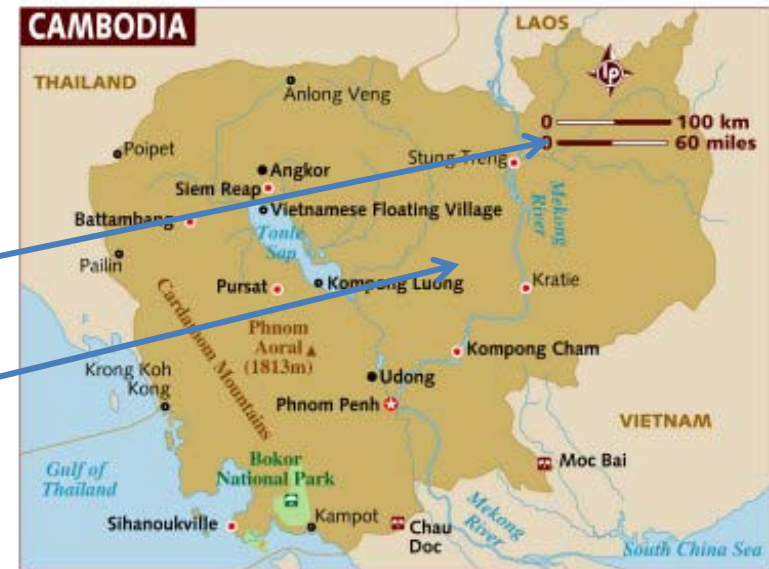 CAMBODIA
LAOS
THAILAND
lp
Anlong Veng
0 100 km
0 60 miles
Poipet
Stung Treng
Angkor
Siem Reap
Mekong
River
Battambang
Vietnamese Floating Village
Tonle
Sap
Pailin
Pursat
Kompong Luong
Kratie
Cardamom Mountains
Phnom
Aoral
(1813m)
Kompong Cham
Krong Koh
Kong
Udong
Phnom Penh
VIETNAM
Bokor
National Park
Moc Bai
Gulf of
Thailand
Sihanoukville
Kampot
Chau
Doc
Mekong
River
South China Sea